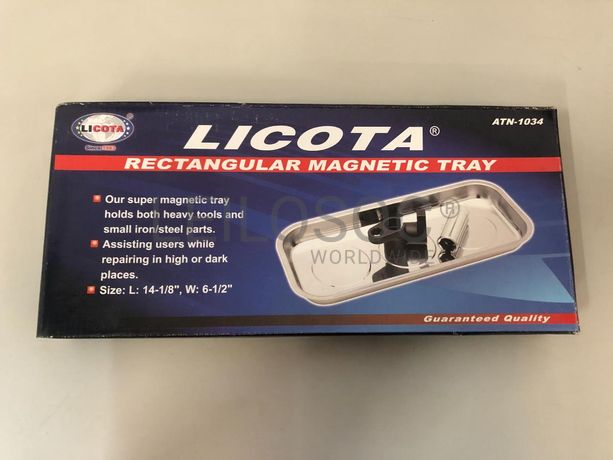 LICOTA
Since 1983
LICOTA®
ATN-1034
RECTANGULAR MAGNETIC TRAY
Our super magnetic tray
holds both heavy tools and
small iron/steel parts.
Assisting users while
repairing in high or dark
places.
Size: L: 14-1/8", W: 6-1/2"
WORLDWIDE
Guaranteed Quality